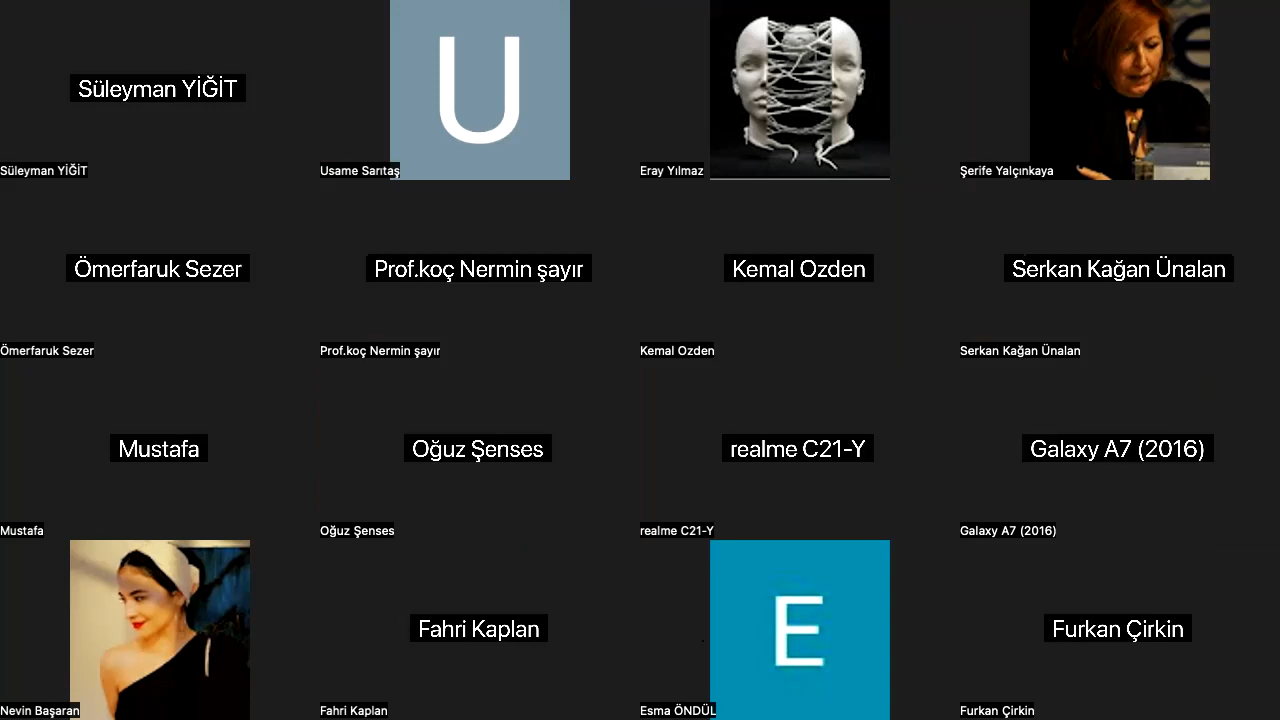 Süleyman YİĞİT
U
Süleyman YİĞİT
Usame Sarıtaş
Eray Yılmaz
Şerife Yalçınkaya
Ömerfaruk Sezer
Prof.koç Nermin şayır
Kemal Ozden
Serkan Kağan Ünalan
Ömerfaruk Sezer
Prof.koç Nermin şayır
Kemal Ozden
Serkan Kağan Ünalan
Mustafa
Oğuz Şenses
realme C21-Y
Galaxy A7 (2016)
Mustafa
Oğuz Şenses
realme C21-Y
Galaxy A7 (2016)
Fahri Kaplan
E
Furkan Çirkin
Nevin Başaran
Fahri Kaplan
Esma ÖNDÜL
Furkan Çirkin